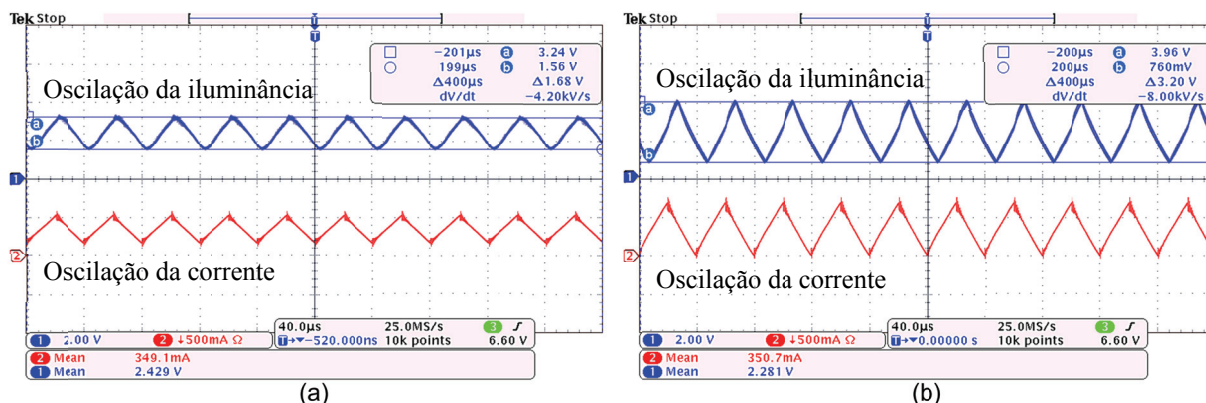 Tek Stop
T
T
−201µs a 3.24 V
199µs b 1.56 V
Δ400µs Δ1.68 V
dV/dt −4.20kV/s
Oscilação da iluminância
a
b
1
2
Oscilação da corrente
1 2.00 V 2 ↓500mA Ω
40.0µs 25.0MS/s 3
T→▼−520.000ns 10k points 6.60 V
2 Mean 349.1mA
1 Mean 2.429 V
(a)
Tek Stop
T
T
−200µs a 3.96 V
200µs b 760mV
Δ400µs Δ3.20 V
dV/dt −8.00kV/s
Oscilação da iluminância
a
b
1
2
Oscilação da corrente
1 2.00 V 2 ↓500mA Ω
40.0µs 25.0MS/s 3
T→▼0.00000 s 10k points 6.60 V
2 Mean 350.7mA
1 Mean 2.281 V
(b)